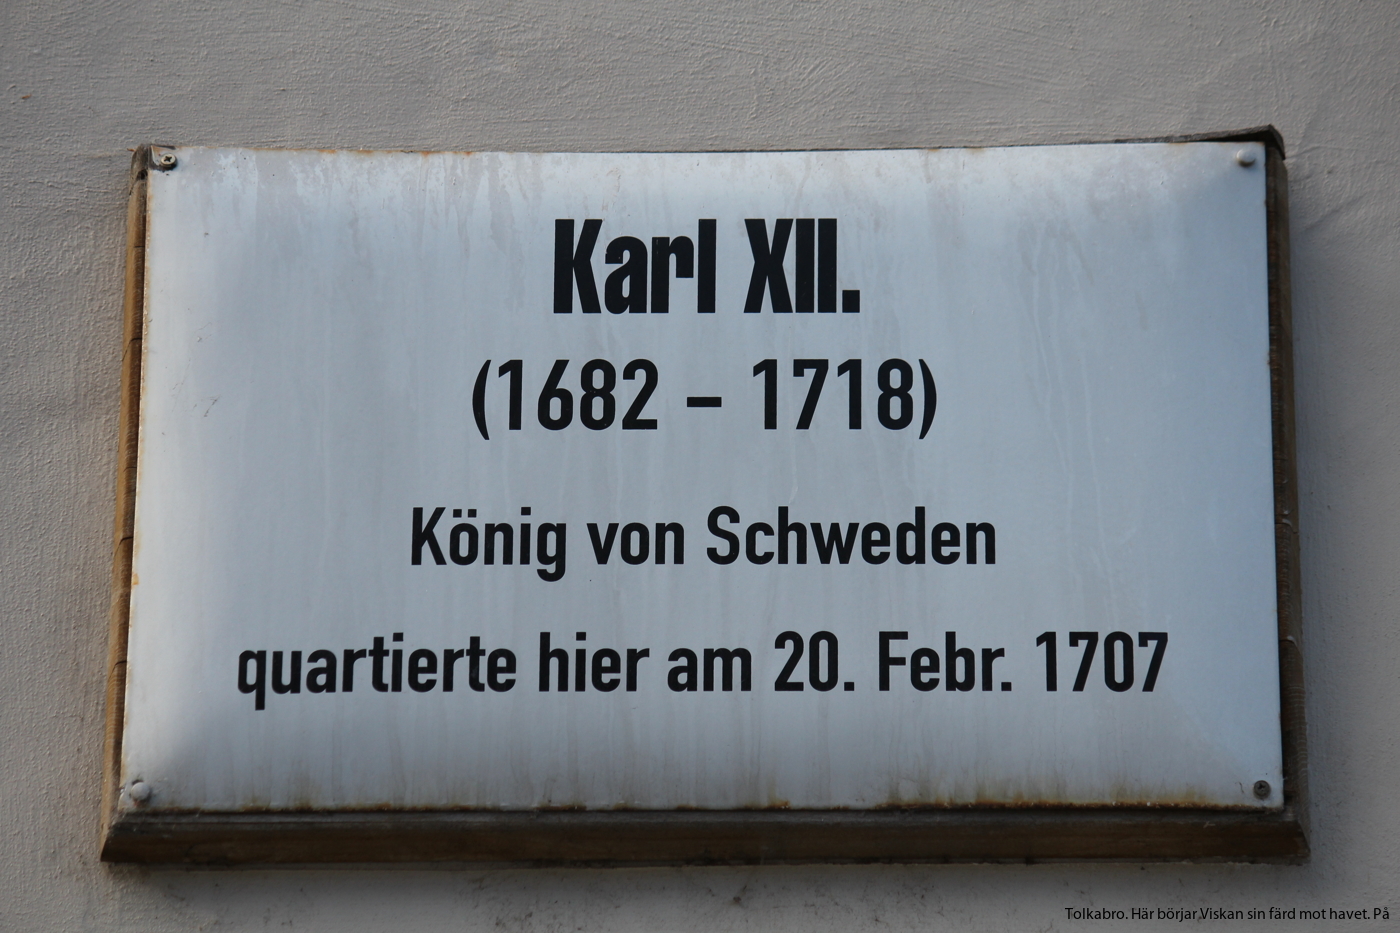 Karl XII.
(1682 – 1718)
König von Schweden
quartierte hier am 20. Febr. 1707
Tolkabro. Här börjar Viskan sin färd mot havet. På